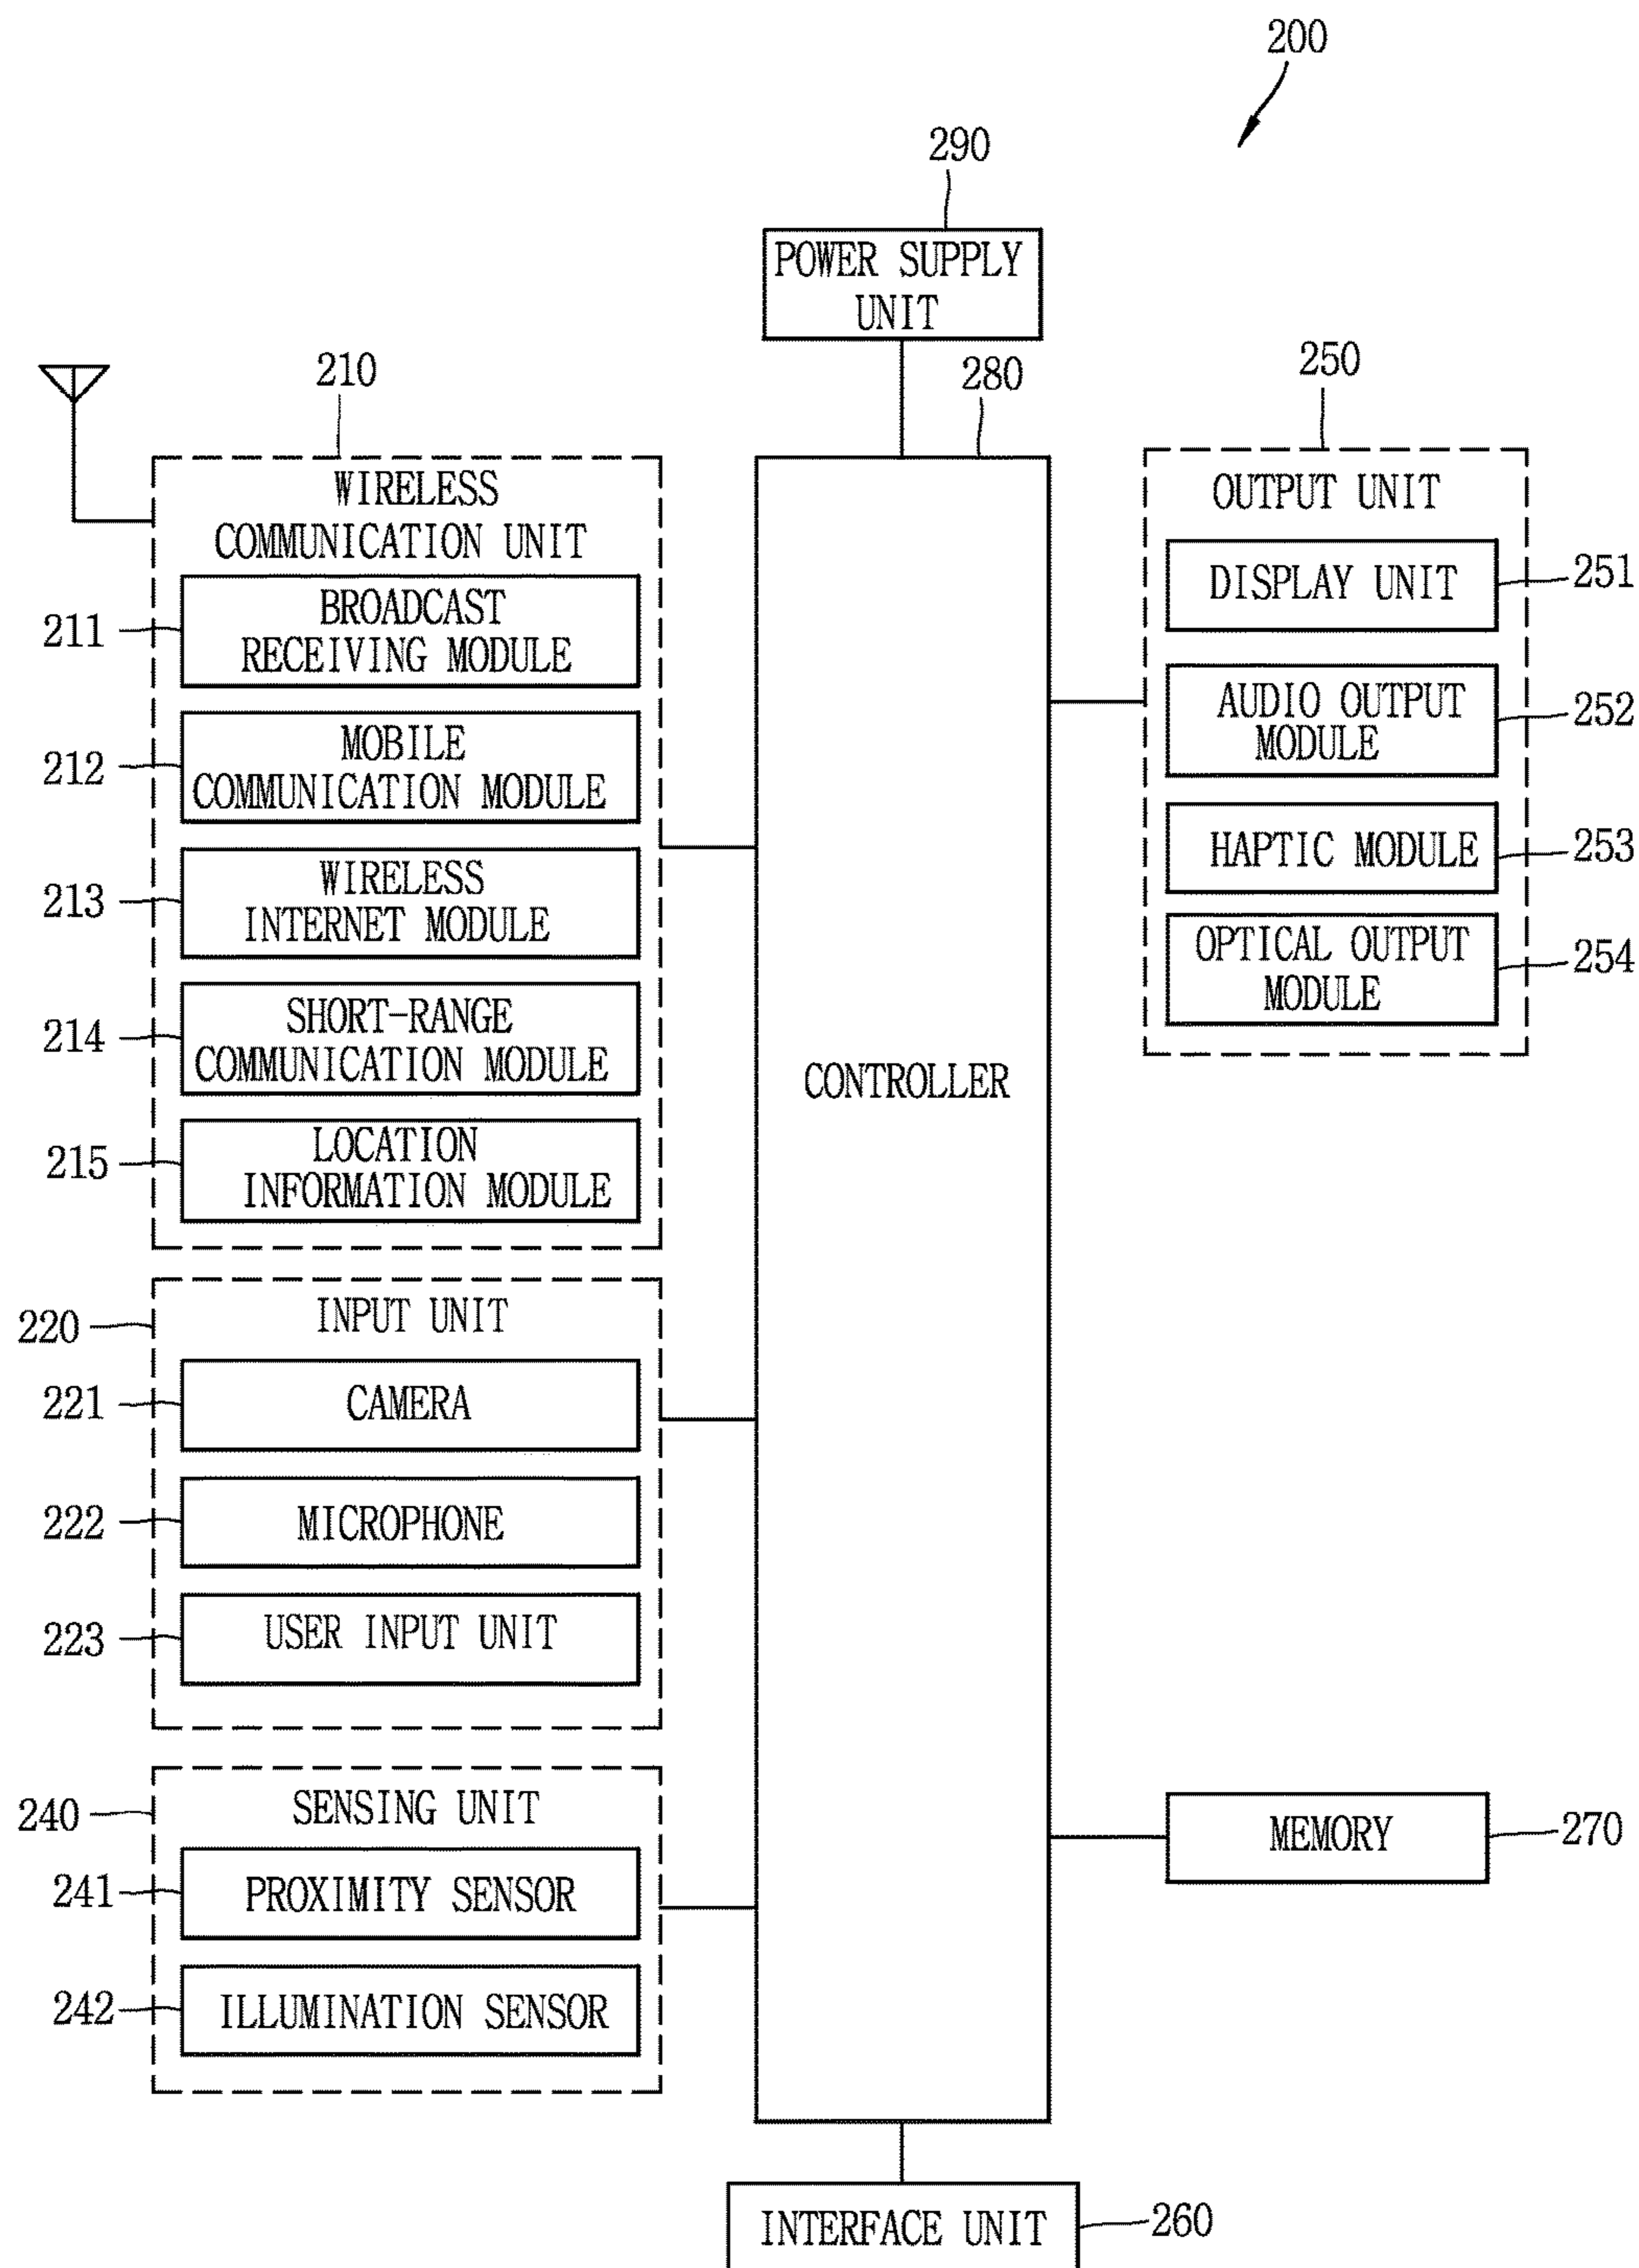 200
290
POWER SUPPLY
UNIT
210
280
250
WIRELESS
COMMUNICATION UNIT
211
BROADCAST
RECEIVING MODULE
212
MOBILE
COMMUNICATION MODULE
213
WIRELESS
INTERNET MODULE
214
SHORT-RANGE
COMMUNICATION MODULE
215
LOCATION
INFORMATION MODULE
220
INPUT UNIT
221
CAMERA
222
MICROPHONE
223
USER INPUT UNIT
240
SENSING UNIT
241
PROXIMITY SENSOR
242
ILLUMINATION SENSOR
CONTROLLER
OUTPUT UNIT
DISPLAY UNIT
251
AUDIO OUTPUT
MODULE
252
HAPTIC MODULE
253
OPTICAL OUTPUT
MODULE
254
MEMORY
270
INTERFACE UNIT
260